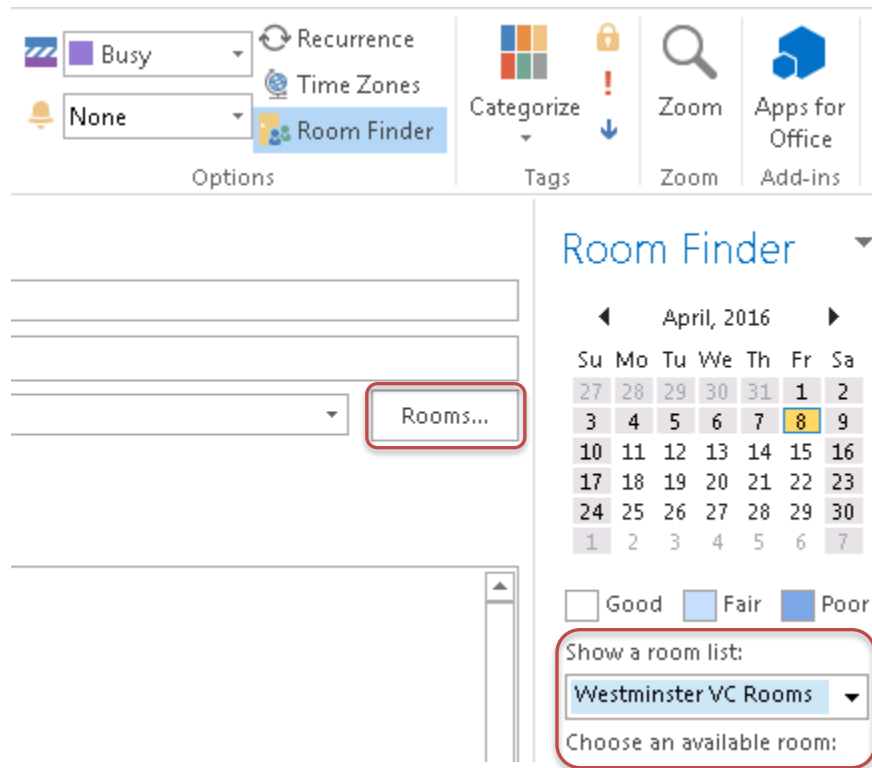 Busy
Recurrence
Time Zones
None
Room Finder
Categorize
Zoom
Apps for
Office
Options
Tags
Zoom
Add-ins
Room Finder
April, 2016
Su Mo Tu We Th Fr Sa
27 28 29 30 31 1 2
3 4 5 6 7 8 9
10 11 12 13 14 15 16
17 18 19 20 21 22 23
24 25 26 27 28 29 30
1 2 3 4 5 6 7
Rooms...
Good Fair Poor
Show a room list:
Westminster VC Rooms
Choose an available room: